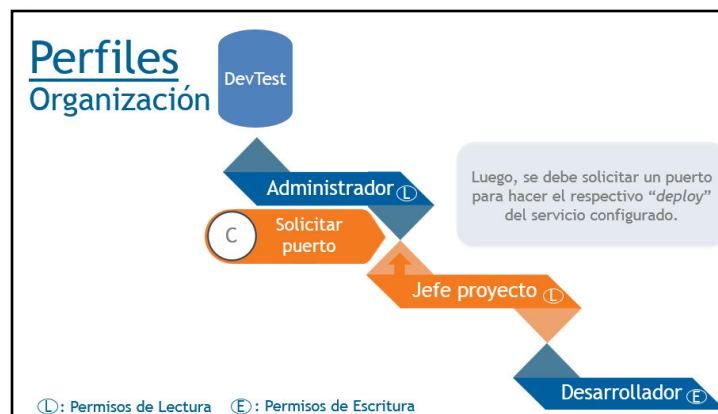 Perfiles
Organización
DevTest
Administrador L
Luego, se debe solicitar un puerto
para hacer el respectivo “deploy”
del servicio configurado.
C
Solicitar
puerto
Jefe proyecto L
Desarrollador E
L: Permisos de Lectura E: Permisos de Escritura